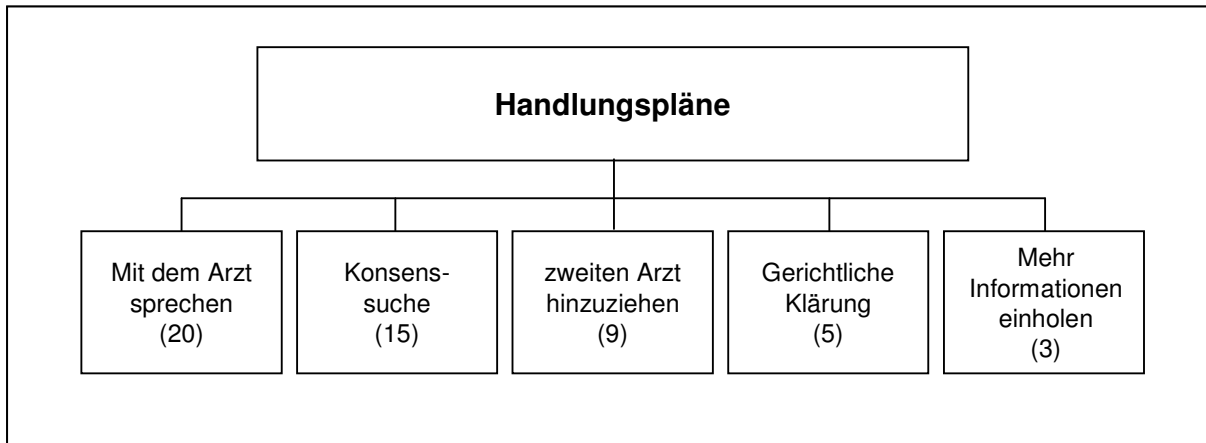 Handlungspläne
Mit dem Arzt
sprechen
(20)
Konsens-
suche
(15)
zweiten Arzt
hinzuziehen
(9)
Gerichtliche
Klärung
(5)
Mehr
Informationen
einholen
(3)